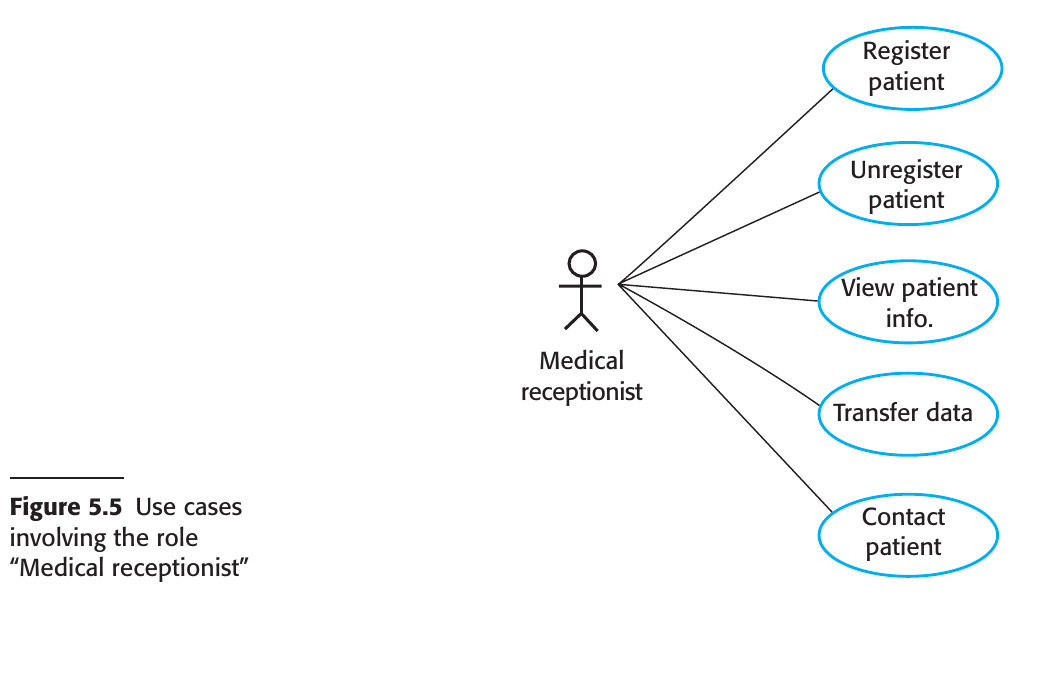 Register
patient
Unregister
patient
View patient
info.
Medical
receptionist
Transfer data
Contact
patient
Figure 5.5 Use cases
involving the role
“Medical receptionist”